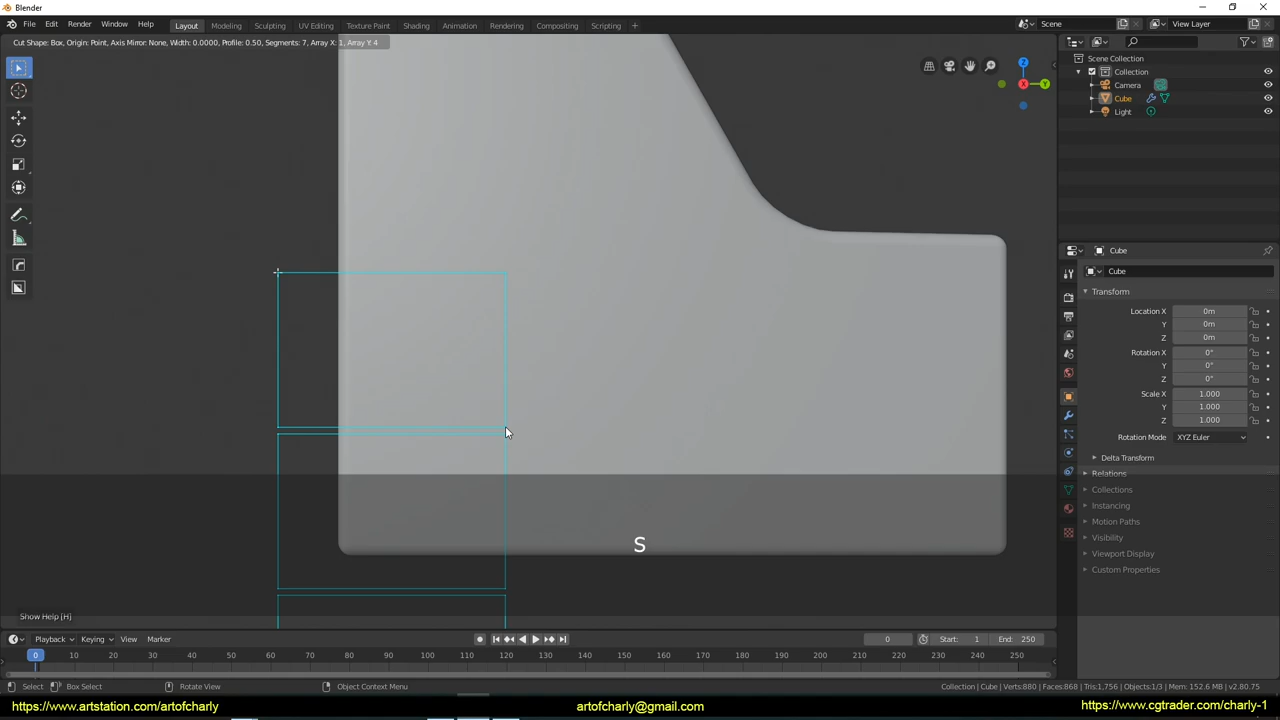 Blender
File Edit Render Window Help Layout Modeling Sculpting UV Editing Texture Paint Shading Animation Rendering Compositing Scripting + Scene View Layer
Cut Shape: Box, Origin: Point, Axis Mirror: None, Width: 0.0000, Profile: 0.50, Segments: 7, Array X: 1, Array Y: 4
Scene Collection
Collection
Camera
Cube
Light
Z
X
Y
Cube
Cube
Transform
Location X 0m
Y 0m
Z 0m
Rotation X 0°
Y 0°
Z 0°
Scale X 1.000
Y 1.000
Z 1.000
Rotation Mode XYZ Euler
Delta Transform
Relations
Collections
Instancing
Motion Paths
Visibility
Viewport Display
Custom Properties
S
Show Help [H]
Playback Keying View Marker 0 Start: 1 End: 250
0 10 20 30 40 50 60 70 80 90 100 110 120 130 140 150 160 170 180 190 200 210 220 230 240 250
Select Box Select Rotate View Object Context Menu Collection | Cube | Verts:880 | Faces:868 | Tris:1,756 | Objects:1/3 | Mem: 152.6 MB | v2.80.75
https://www.artstation.com/artofcharly artofcharly@gmail.com https://www.cgtrader.com/charly-1